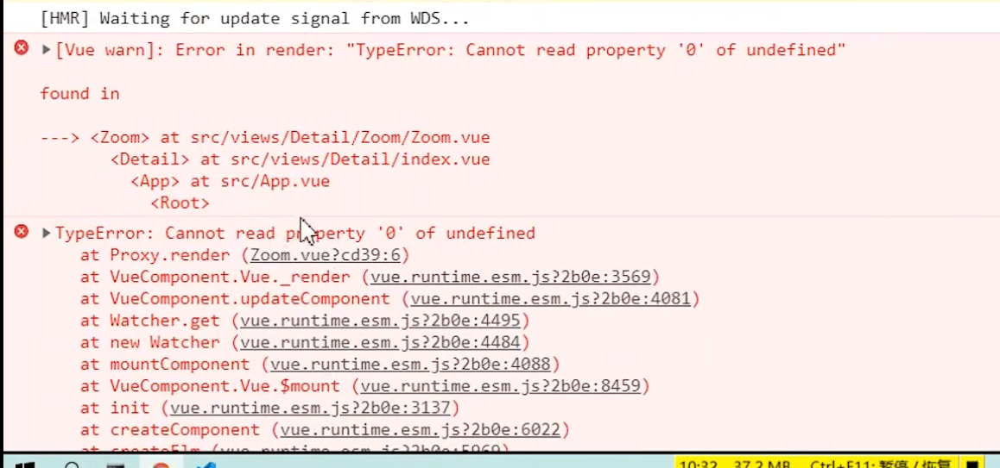 [HMR] Waiting for update signal from WDS...
[Vue warn]: Error in render: "TypeError: Cannot read property '0' of undefined"
found in
---> <Zoom> at src/views/Detail/Zoom/Zoom.vue
<Detail> at src/views/Detail/index.vue
<App> at src/App.vue
<Root>
TypeError: Cannot read property '0' of undefined
at Proxy.render (Zoom.vue?cd39:6)
at VueComponent.Vue._render (vue.runtime.esm.js?2b0e:3569)
at VueComponent.updateComponent (vue.runtime.esm.js?2b0e:4081)
at Watcher.get (vue.runtime.esm.js?2b0e:4495)
at new Watcher (vue.runtime.esm.js?2b0e:4484)
at mountComponent (vue.runtime.esm.js?2b0e:4088)
at VueComponent.Vue.$mount (vue.runtime.esm.js?2b0e:8459)
at init (vue.runtime.esm.js?2b0e:3137)
at createComponent (vue.runtime.esm.js?2b0e:6022)
at createElm (vue.runtime.esm.js?2b0e:5969)
10:32 37.2 MB Ctrl+F11: 暂停/恢复